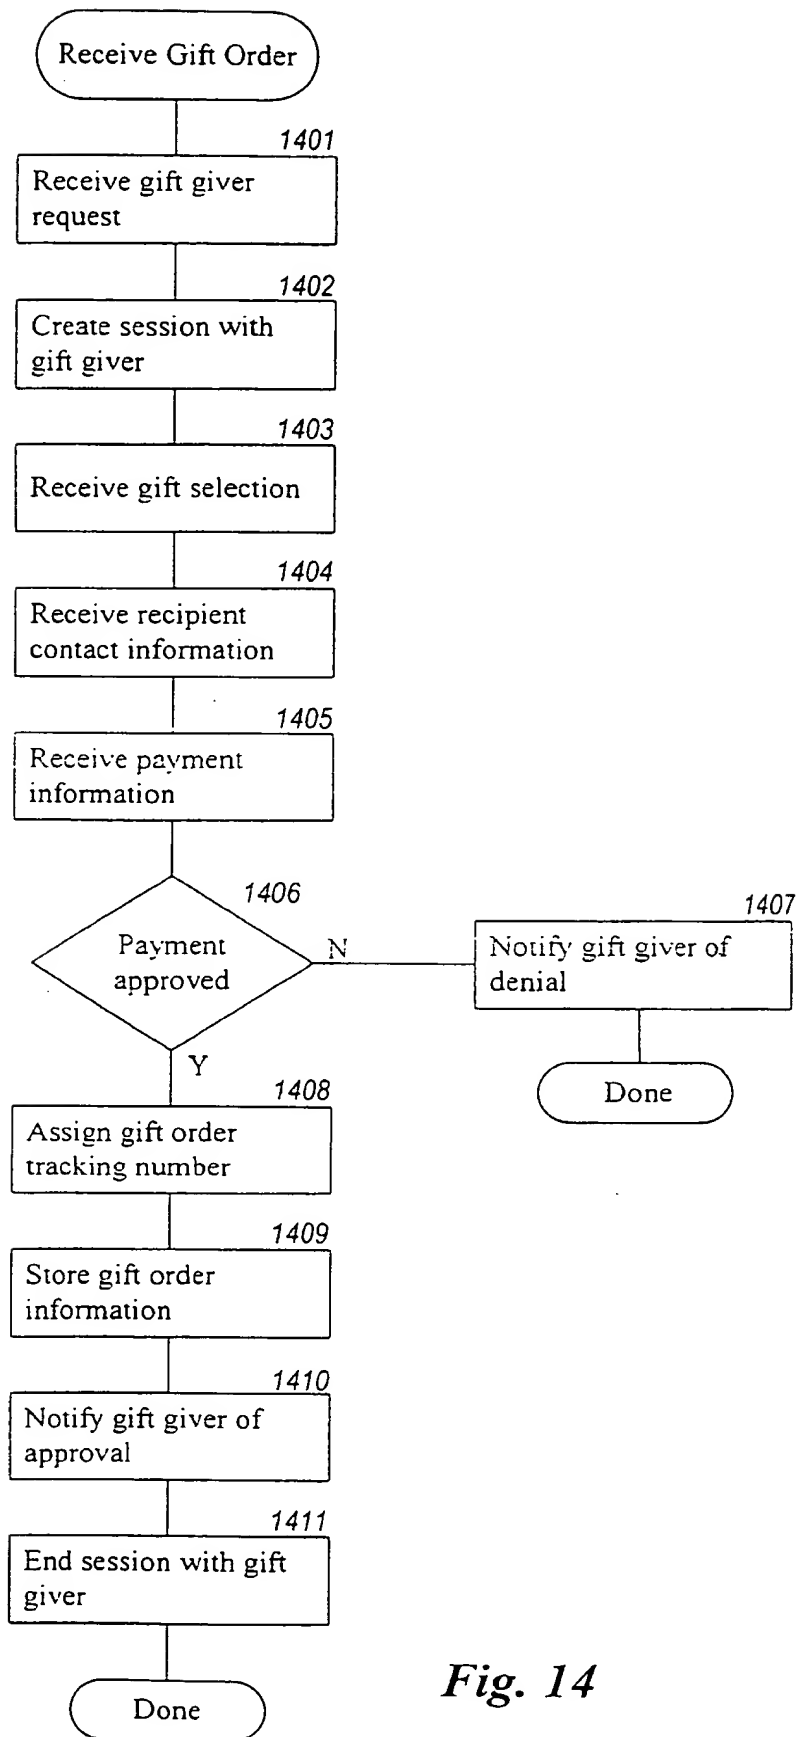 Receive Gift Order
1401
Receive gift giver
request
1402
Create session with
gift giver
1403
Receive gift selection
1404
Receive recipient
contact information
1405
Receive payment
information
1406
Payment
approved
N
1407
Notify gift giver of
denial
Done
Y
1408
Assign gift order
tracking number
1409
Store gift order
information
1410
Notify gift giver of
approval
1411
End session with gift
giver
Done
Fig. 14